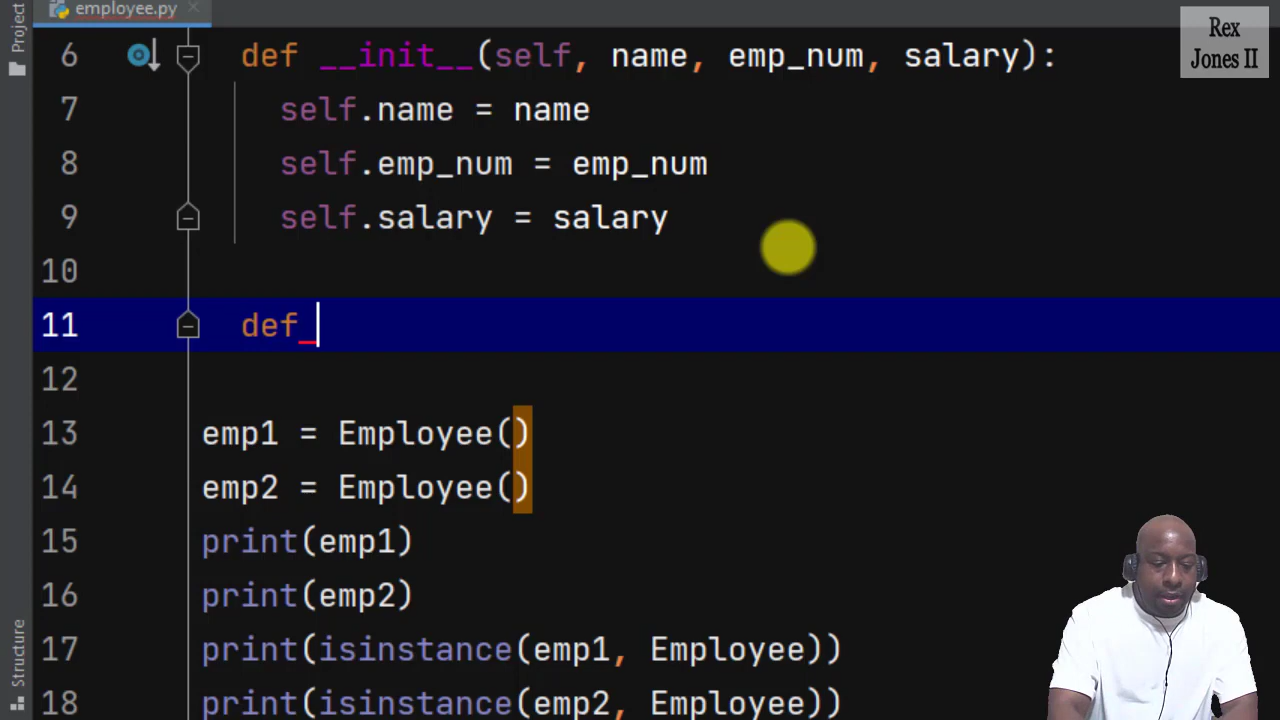 employee.py
Rex
Jones II
Project
6 def __init__(self, name, emp_num, salary):
7 self.name = name
8 self.emp_num = emp_num
9 self.salary = salary
10
11 def
12
13 emp1 = Employee()
14 emp2 = Employee()
15 print(emp1)
16 print(emp2)
17 print(isinstance(emp1, Employee))
18 print(isinstance(emp2, Employee))
Structure